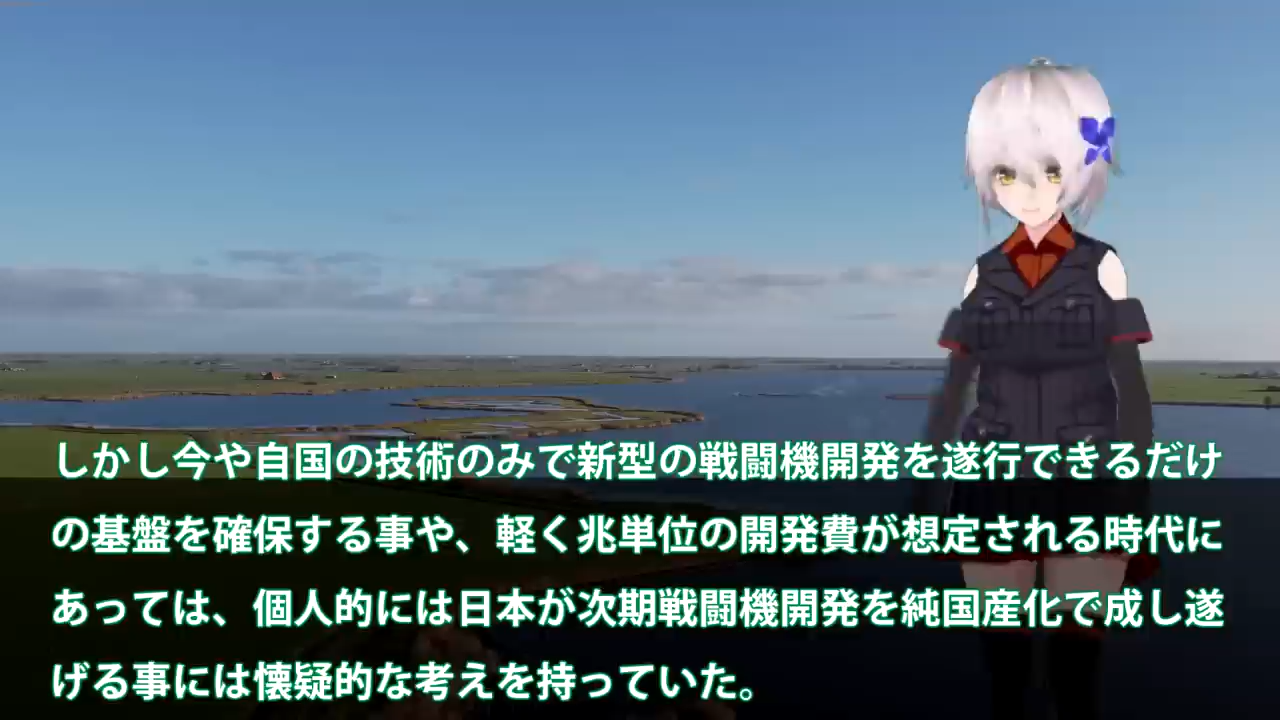 しかし今や自国の技術のみで新型の戦闘機開発を遂行できるだけ
の基盤を確保する事や、軽く兆単位の開発費が想定される時代に
あっては、個人的には日本が次期戦闘機開発を純国産化で成し遂
げる事には懐疑的な考えを持っていた。